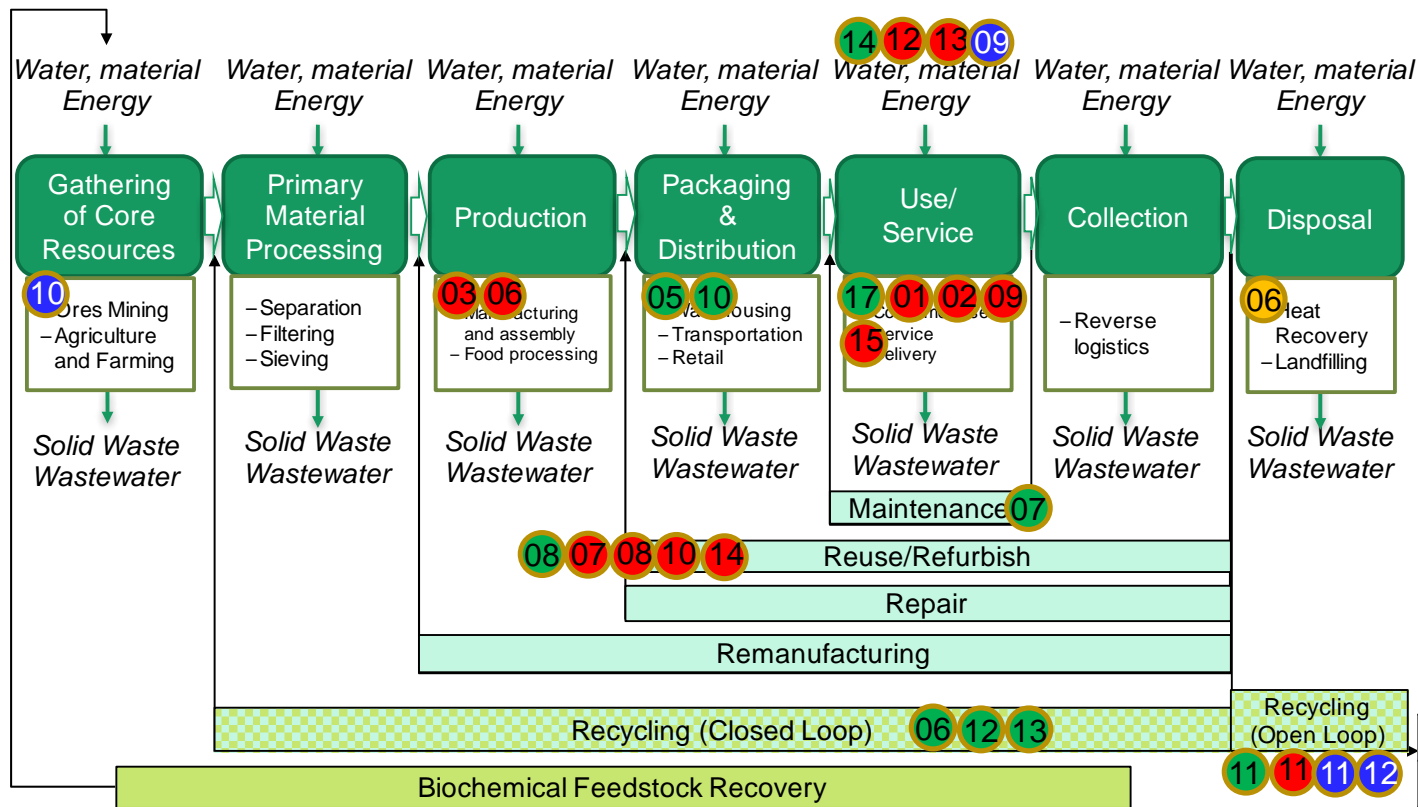 14 12 13 09
Water, material
Energy
Water, material
Energy
Water, material
Energy
Water, material
Energy
Water, material
Energy
Water, material
Energy
Water, material
Energy
Gathering
of Core
Resources
Primary
Material
Processing
Production
Packaging
&
Distribution
Use/
Service
Collection
Disposal
10
Ores Mining
–Agriculture
and Farming
–Separation
–Filtering
–Sieving
03 06
and assembly
–Food processing
05 10
–Transportation
–Retail
17 01 02 09
15
–Reverse
logistics
06
Heat
Recovery
–Landfilling
Solid Waste
Wastewater
Solid Waste
Wastewater
Solid Waste
Wastewater
Solid Waste
Wastewater
Solid Waste
Wastewater
Solid Waste
Wastewater
Solid Waste
Wastewater
Maintenance 07
08 07 08 10 14 Reuse/Refurbish
Repair
Remanufacturing
Recycling (Closed Loop) 06 12 13
Recycling
(Open Loop)
11 11 11 12
Biochemical Feedstock Recovery